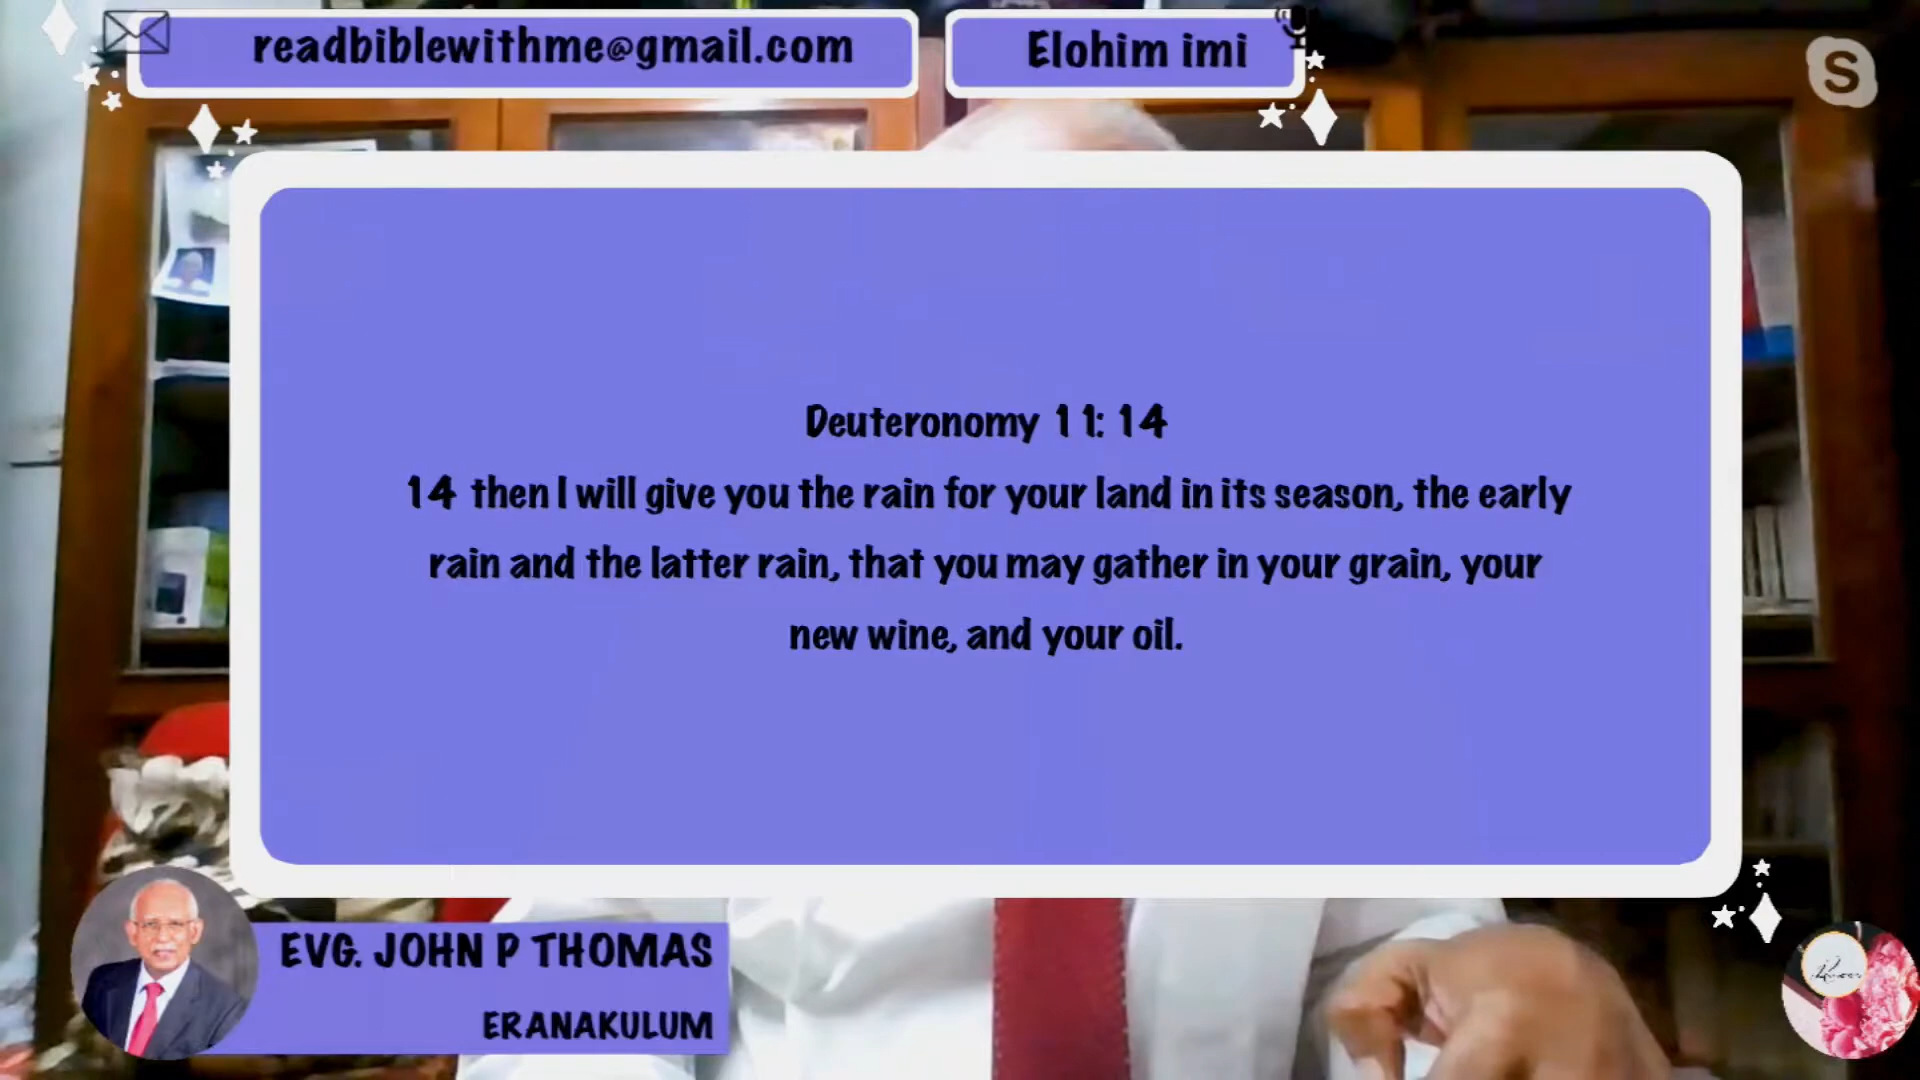 readbiblewithme@gmail.com
Elohim imi
S
Deuteronomy 11: 14
14 then I will give you the rain for your land in its season, the early
rain and the latter rain, that you may gather in your grain, your
new wine, and your oil.
EVG. JOHN P THOMAS
ERANAKULUM